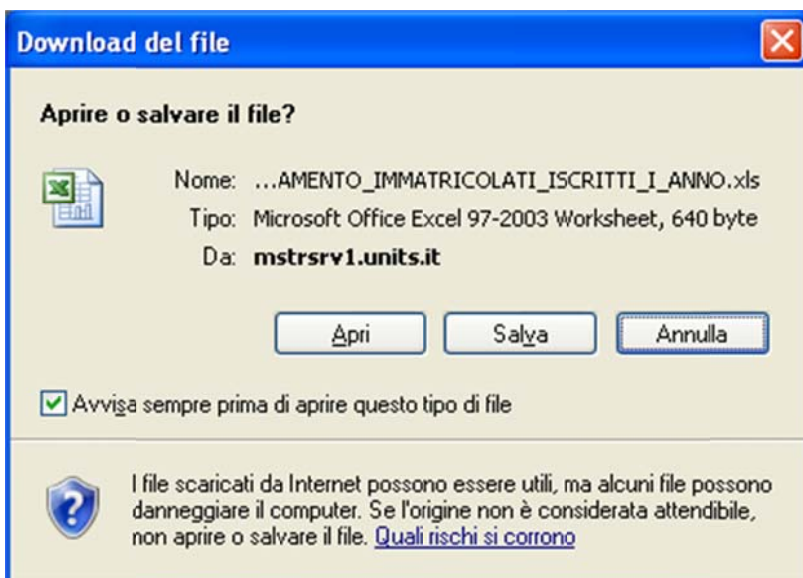 Download del file
Aprire o salvare il file?
Nome: ...AMENTO_IMMATRICOLATI_ISCRITTI_I_ANNO.xls
Tipo: Microsoft Office Excel 97-2003 Worksheet, 640 byte
Da: mstrsrv1.units.it
Apri Salva Annulla
Avvisa sempre prima di aprire questo tipo di file
I file scaricati da Internet possono essere utili, ma alcuni file possono
danneggiare il computer. Se l'origine non è considerata attendibile,
non aprire o salvare il file. Quali rischi si corrono